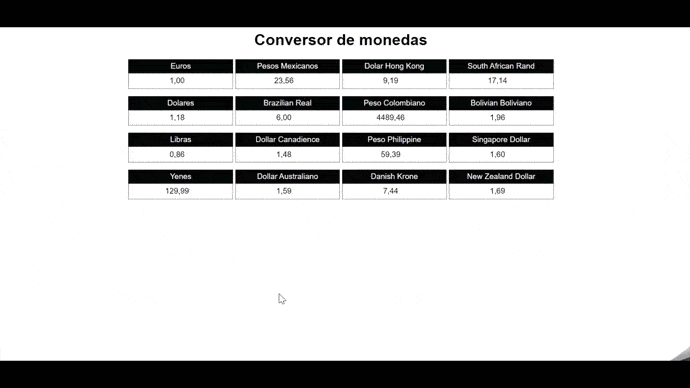 Conversor de monedas
Euros Pesos Mexicanos Dolar Hong Kong South African Rand
1,00 23,56 9,19 17,14
Dolares Brazilian Real Peso Colombiano Bolivian Boliviano
1,18 6,00 4489,46 1,96
Libras Dollar Canadience Peso Philippine Singapore Dollar
0,86 1,48 59,39 1,60
Yenes Dollar Australiano Danish Krone New Zealand Dollar
129,99 1,59 7,44 1,69